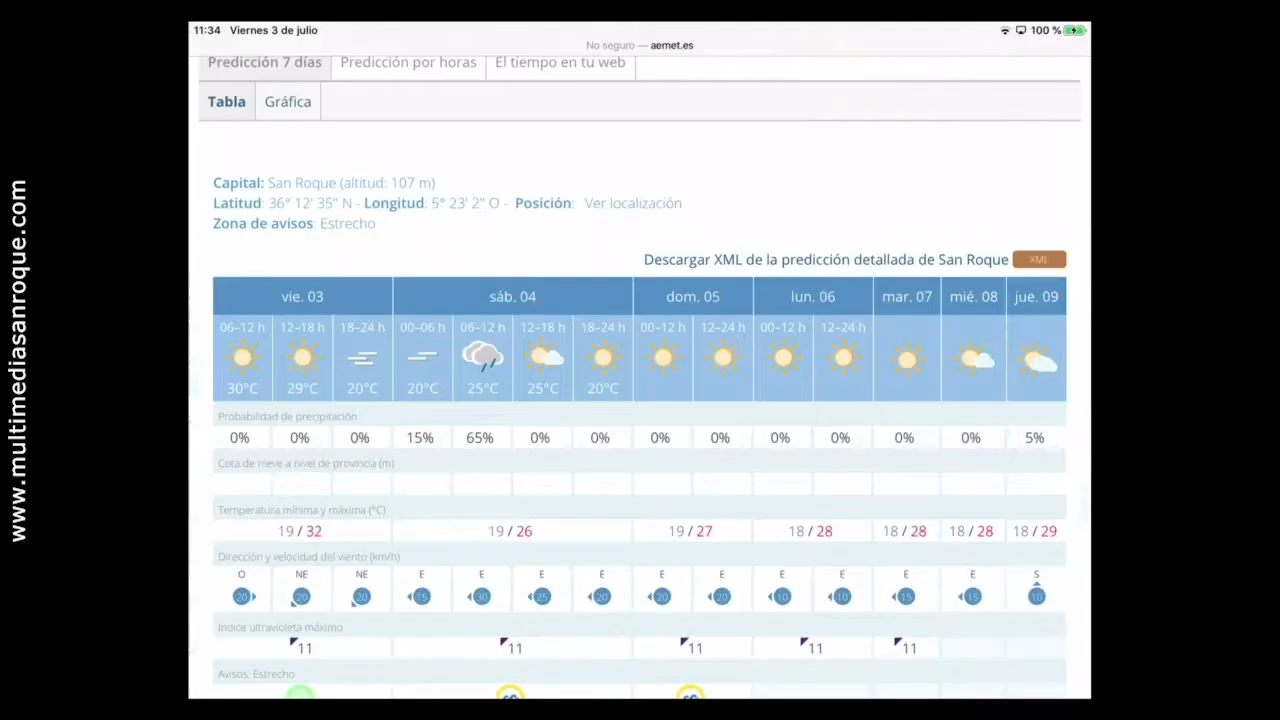 www.multimediasanroque.com
11:34 Viernes 3 de julio 100 %
No seguro — aemet.es
Predicción 7 días Predicción por horas El tiempo en tu web
Tabla Gráfica
Capital: San Roque (altitud: 107 m)
Latitud: 36° 12' 35" N - Longitud: 5° 23' 2" O - Posición: Ver localización
Zona de avisos: Estrecho
Descargar XML de la predicción detallada de San Roque XML
vie. 03 sáb. 04 dom. 05 lun. 06 mar. 07 mié. 08 jue. 09
06–12 h 12–18 h 18–24 h 00–06 h 06–12 h 12–18 h 18–24 h 00–12 h 12–24 h 00–12 h 12–24 h
30°C 29°C 20°C 20°C 25°C 25°C 20°C
Probabilidad de precipitación
0% 0% 0% 15% 65% 0% 0% 0% 0% 0% 0% 0% 0% 5%
Cota de nieve a nivel de provincia (m)
Temperatura mínima y máxima (°C)
19 / 32 19 / 26 19 / 27 18 / 28 18 / 28 18 / 28 18 / 29
Dirección y velocidad del viento (km/h)
O NE NE E E E E E E E E E E S
20 20 20 15 30 25 20 20 20 10 10 15 15 10
Indice ultravioleta máximo
11 11 11 11 11
Avisos. Estrecho